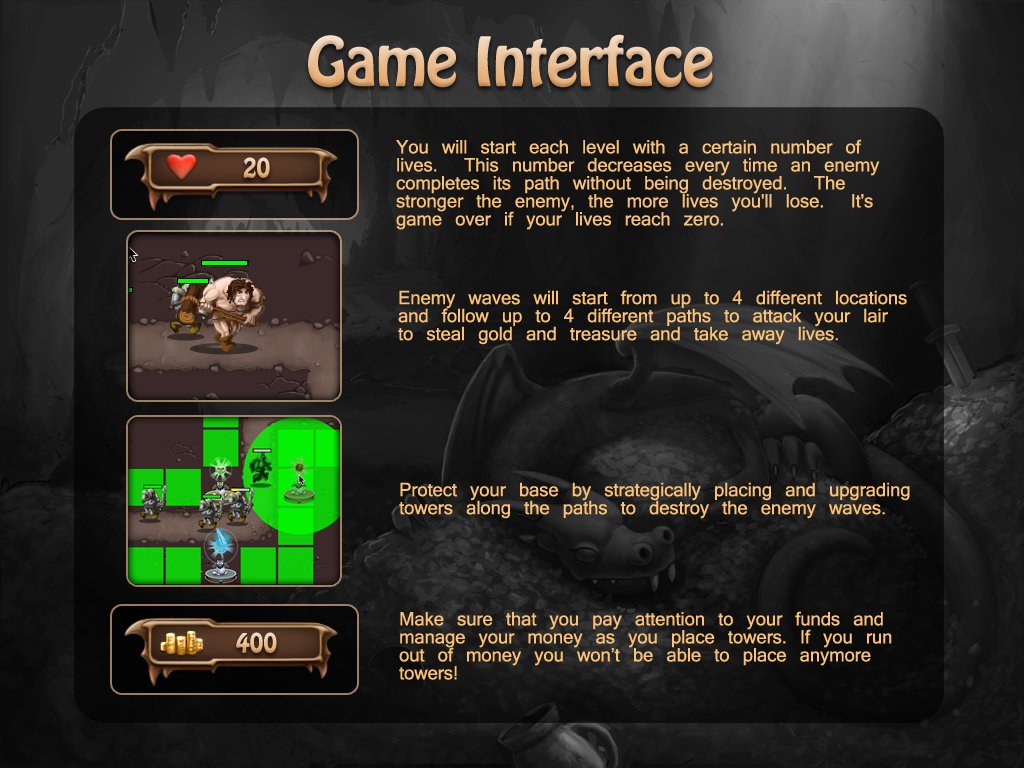 Game Interface
20
You will start each level with a certain number of
lives. This number decreases every time an enemy
completes its path without being destroyed. The
stronger the enemy, the more lives you'll lose. It's
game over if your lives reach zero.
Enemy waves will start from up to 4 different locations
and follow up to 4 different paths to attack your lair
to steal gold and treasure and take away lives.
Protect your base by strategically placing and upgrading
towers along the paths to destroy the enemy waves.
400
Make sure that you pay attention to your funds and
manage your money as you place towers. If you run
out of money you won't be able to place anymore
towers!